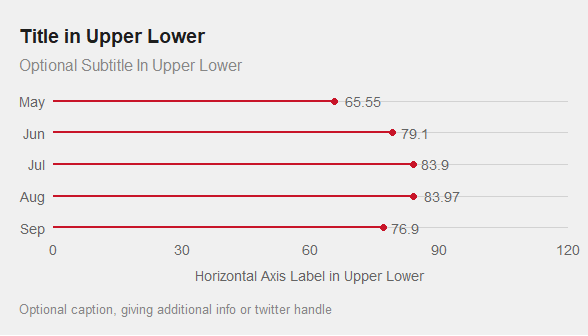 Title in Upper Lower
Optional Subtitle In Upper Lower
May 65.55
Jun 79.1
Jul 83.9
Aug 83.97
Sep 76.9
0 30 60 90 120
Horizontal Axis Label in Upper Lower
Optional caption, giving additional info or twitter handle